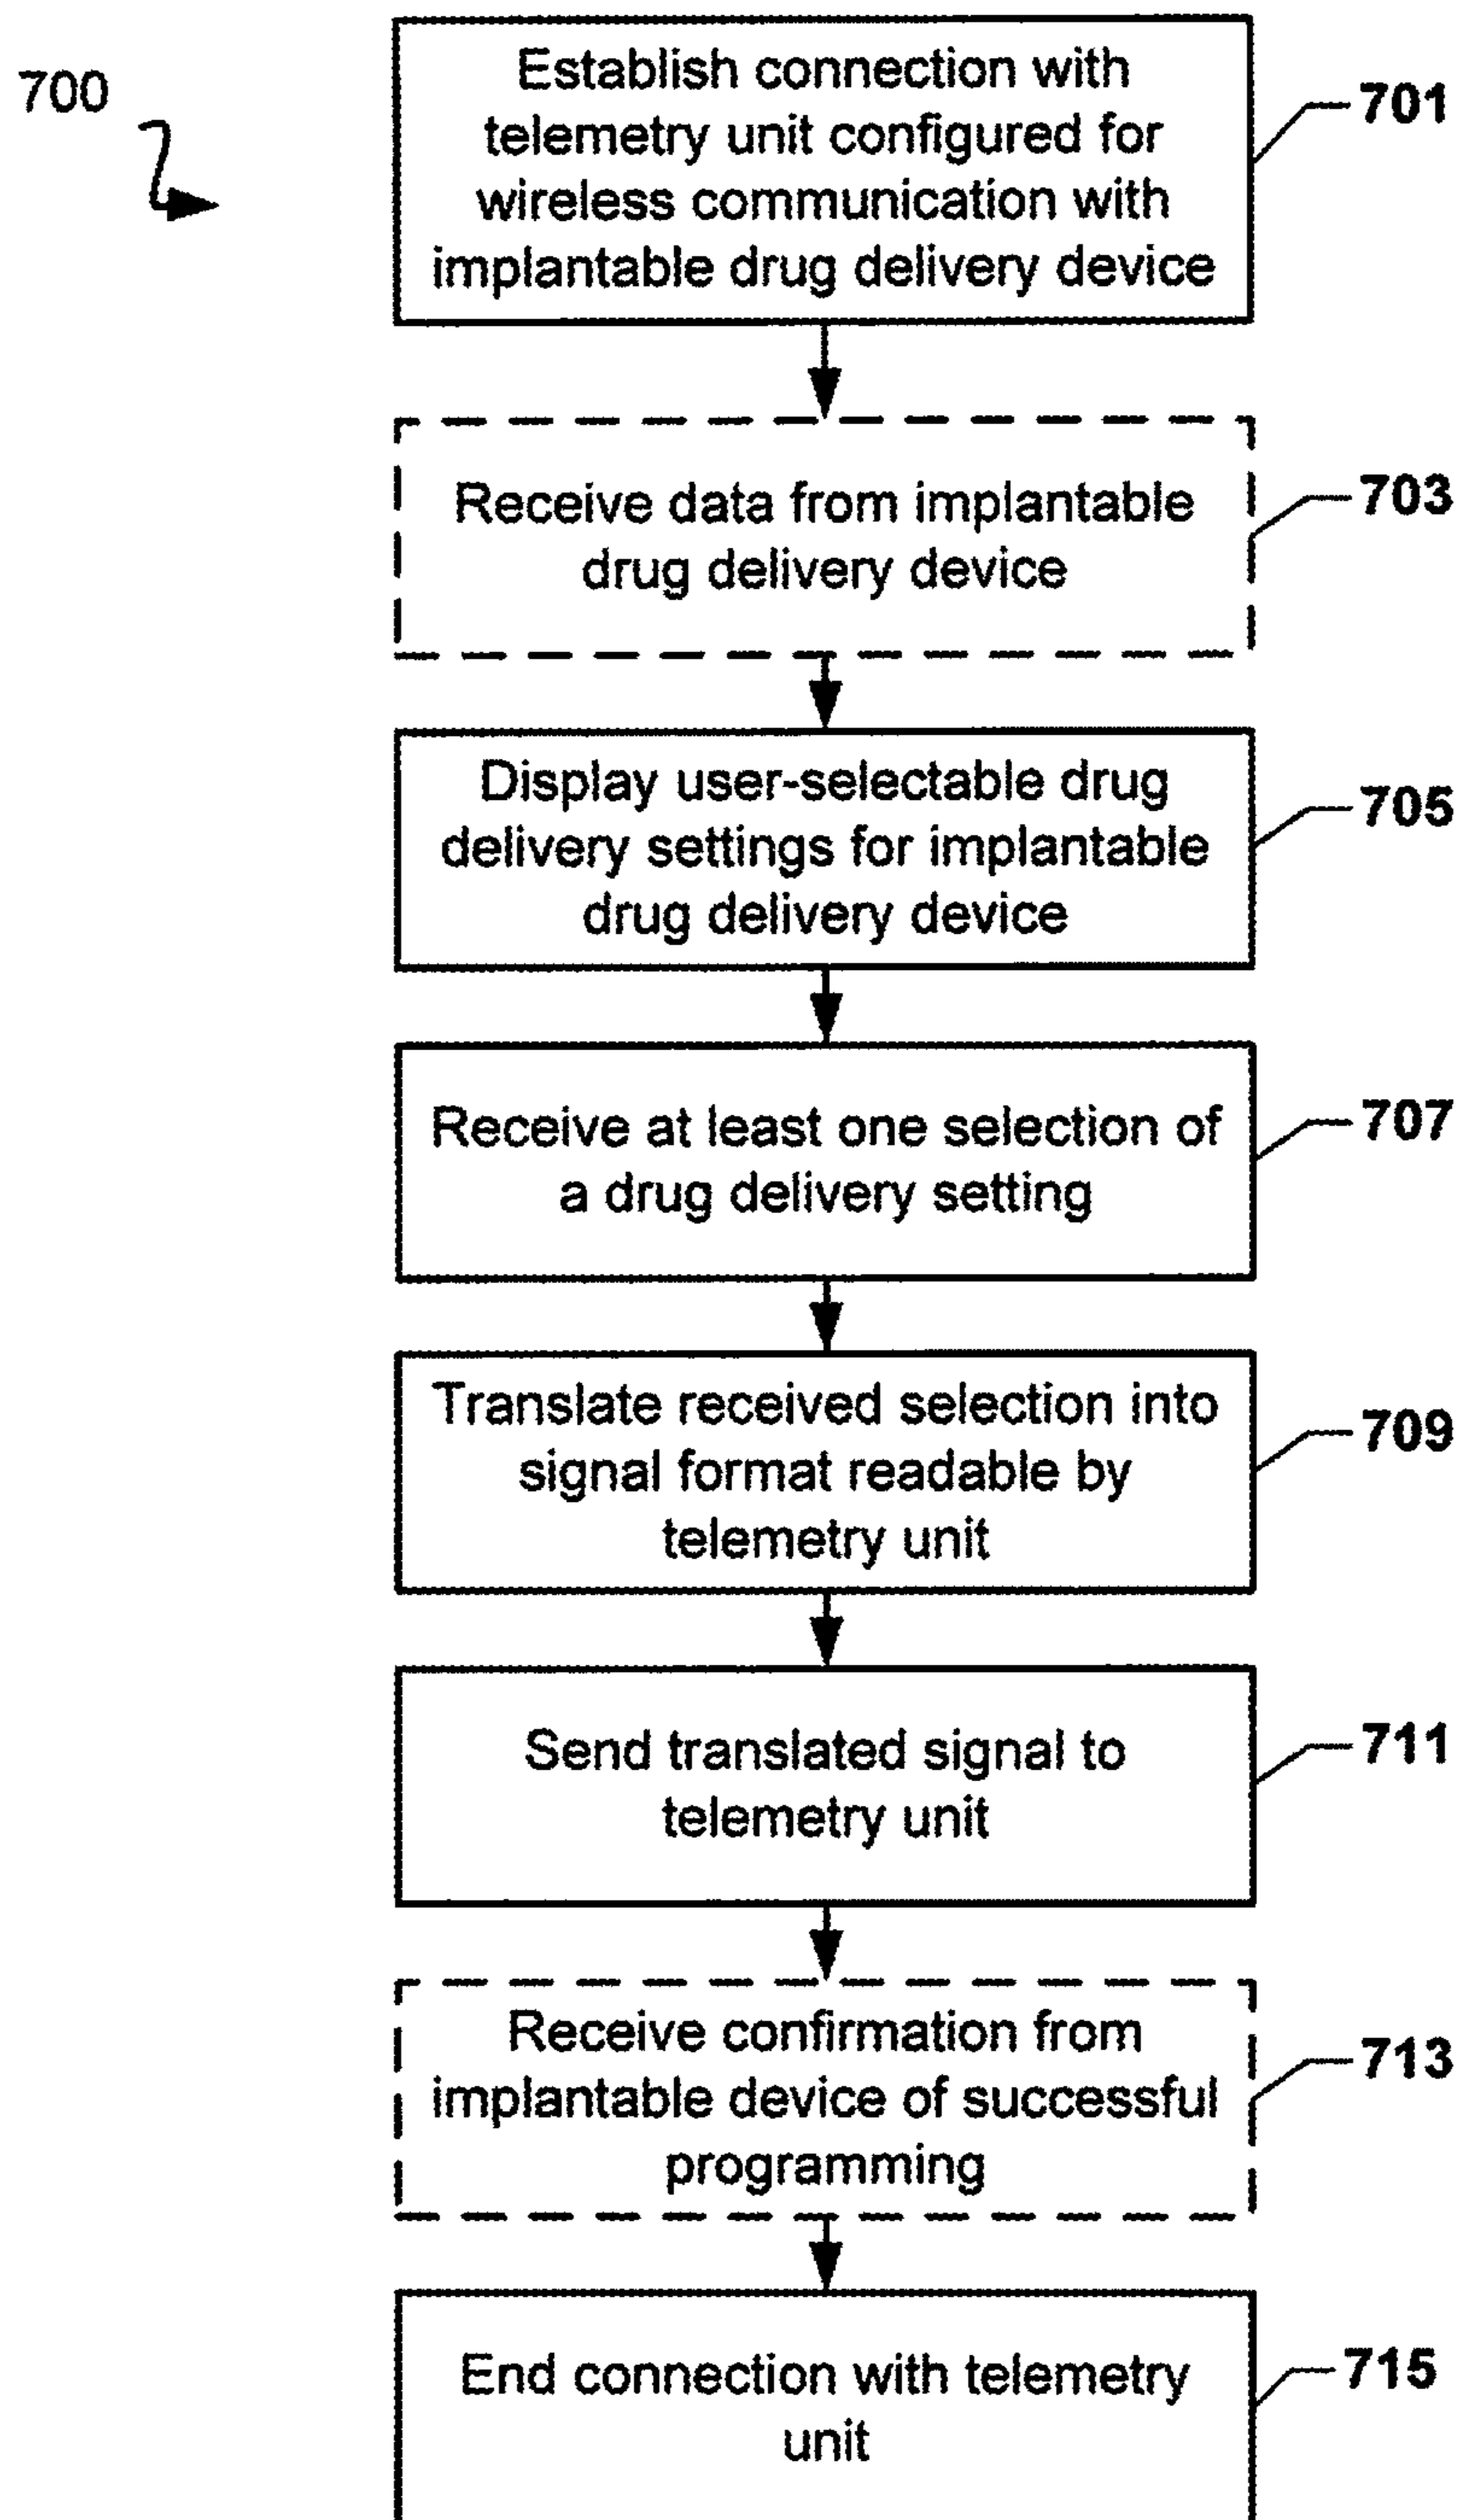 700
Establish connection with
telemetry unit configured for
wireless communication with
implantable drug delivery device
701
Receive data from implantable
drug delivery device
703
Display user-selectable drug
delivery settings for implantable
drug delivery device
705
Receive at least one selection of
a drug delivery setting
707
Translate received selection into
signal format readable by
telemetry unit
709
Send translated signal to
telemetry unit
711
Receive confirmation from
implantable device of successful
programming
713
End connection with telemetry
unit
715